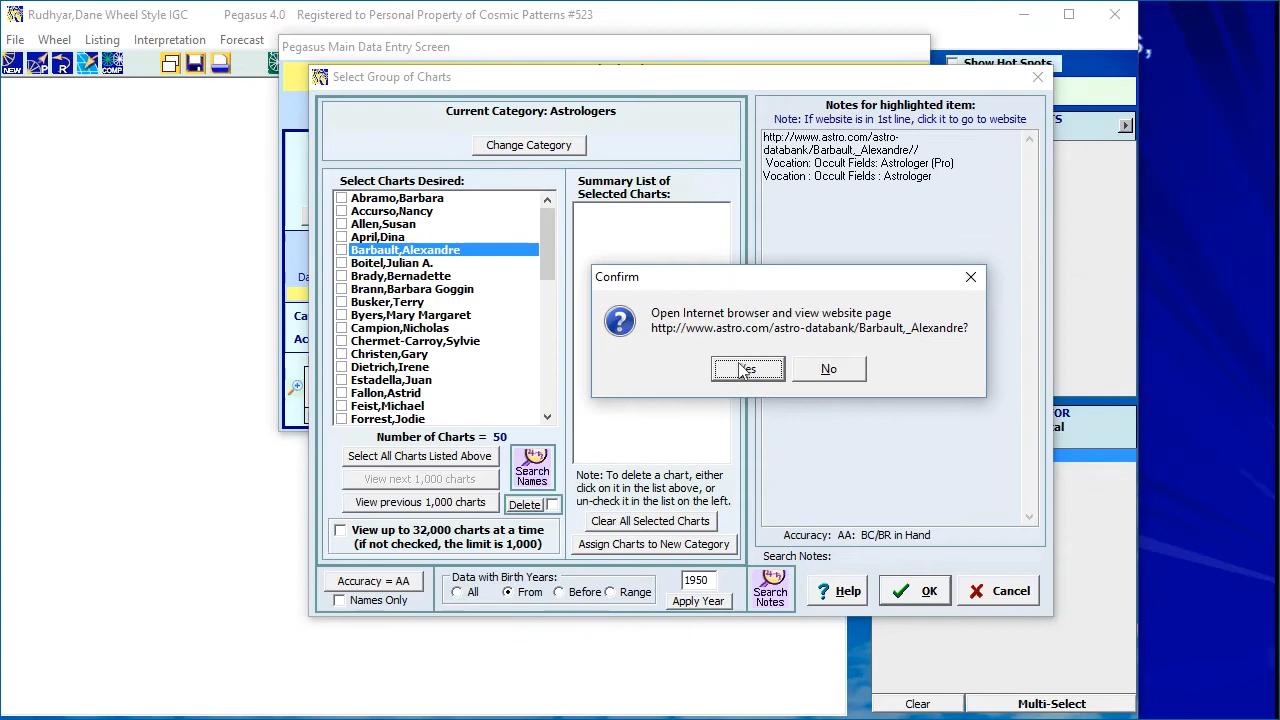 Rudhyar,Dane Wheel Style IGC Pegasus 4.0 Registered to Personal Property of Cosmic Patterns #523
File Wheel Listing Interpretation Forecast
NEW P R COMP
Pegasus Main Data Entry Screen
Show Hot Spots
Select Group of Charts
Current Category: Astrologers
Change Category
Select Charts Desired:
Abramo,Barbara
Accurso,Nancy
Allen,Susan
April,Dina
Barbault,Alexandre
Boitel,Julian A.
Brady,Bernadette
Brann,Barbara Goggin
Busker,Terry
Byers,Mary Margaret
Campion,Nicholas
Chermet-Carroy,Sylvie
Christen,Gary
Dietrich,Irene
Estadella,Juan
Fallon,Astrid
Feist,Michael
Forrest,Jodie
Number of Charts = 50
Select All Charts Listed Above
View next 1,000 charts
View previous 1,000 charts
Search
Names
Delete
View up to 32,000 charts at a time
(if not checked, the limit is 1,000)
Summary List of
Selected Charts:
Note: To delete a chart, either
click on it in the list above, or
un-check it in the list on the left.
Clear All Selected Charts
Assign Charts to New Category
Notes for highlighted item:
Note: If website is in 1st line, click it to go to website
http://www.astro.com/astro-
databank/Barbault,_Alexandre//
Vocation: Occult Fields: Astrologer (Pro)
Vocation : Occult Fields : Astrologer
Confirm
Open Internet browser and view website page
http://www.astro.com/astro-databank/Barbault,_Alexandre?
No
Accuracy: AA: BC/BR in Hand
Search Notes:
Accuracy = AA
Names Only
Data with Birth Years:
All From Before Range
1950
Apply Year
Search
Notes
? Help
OK
Cancel
Clear
Multi-Select